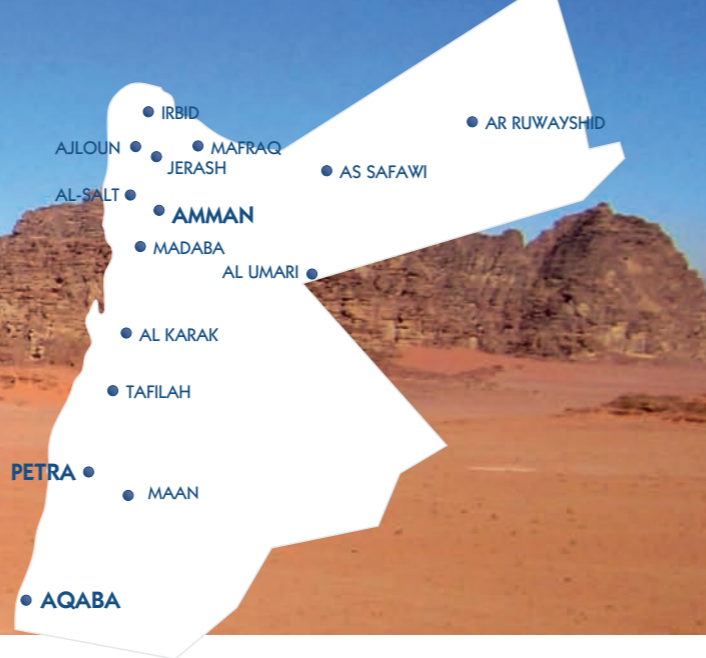 IRBID
AR RUWAYSHID
AJLOUN
MAFRAQ
JERASH
AS SAFAWI
AL-SALT
AMMAN
MADABA
AL UMARI
AL KARAK
TAFILAH
PETRA
MAAN
AQABA